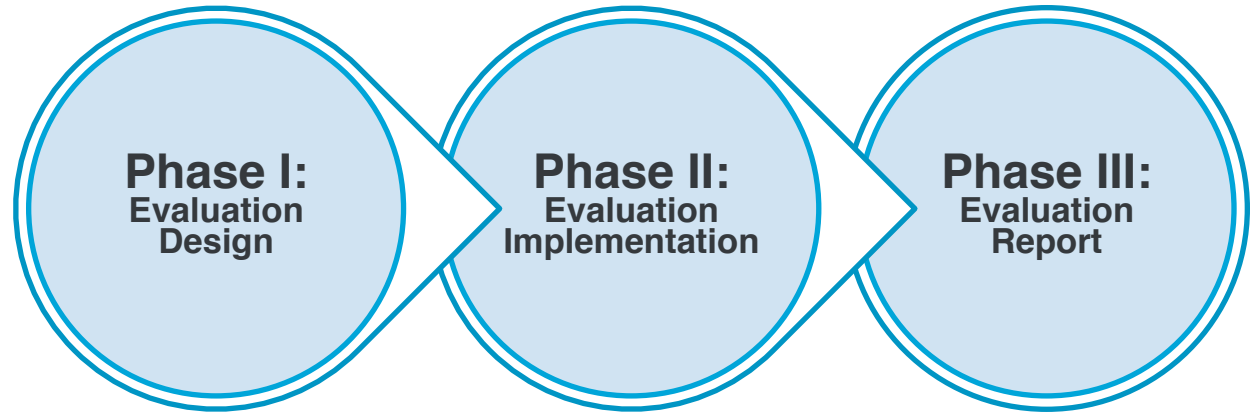 Phase I:
Evaluation
Design
Phase II:
Evaluation
Implementation
Phase III:
Evaluation
Report